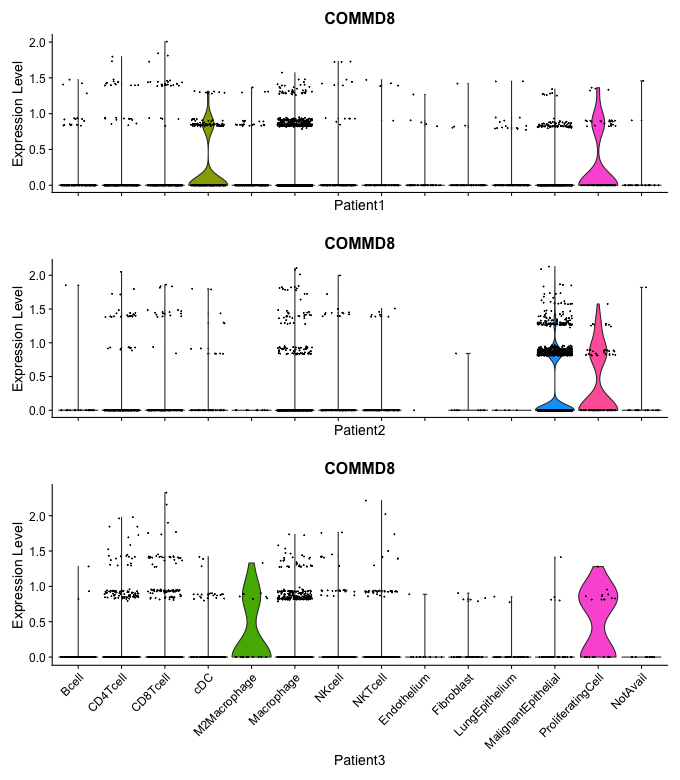 COMMD8
Expression Level
2.0
1.5
1.0
0.5
0.0
Patient1
COMMD8
Expression Level
2.0
1.5
1.0
0.5
0.0
Patient2
COMMD8
Expression Level
2.0
1.5
1.0
0.5
0.0
Bcell
CD4Tcell
CD8Tcell
cDC
M2Macrophage
Macrophage
NKcell
NKTcell
Endothelium
Fibroblast
LungEpithelium
MalignantEpithelial
ProliferatingCell
NotAvail
Patient3